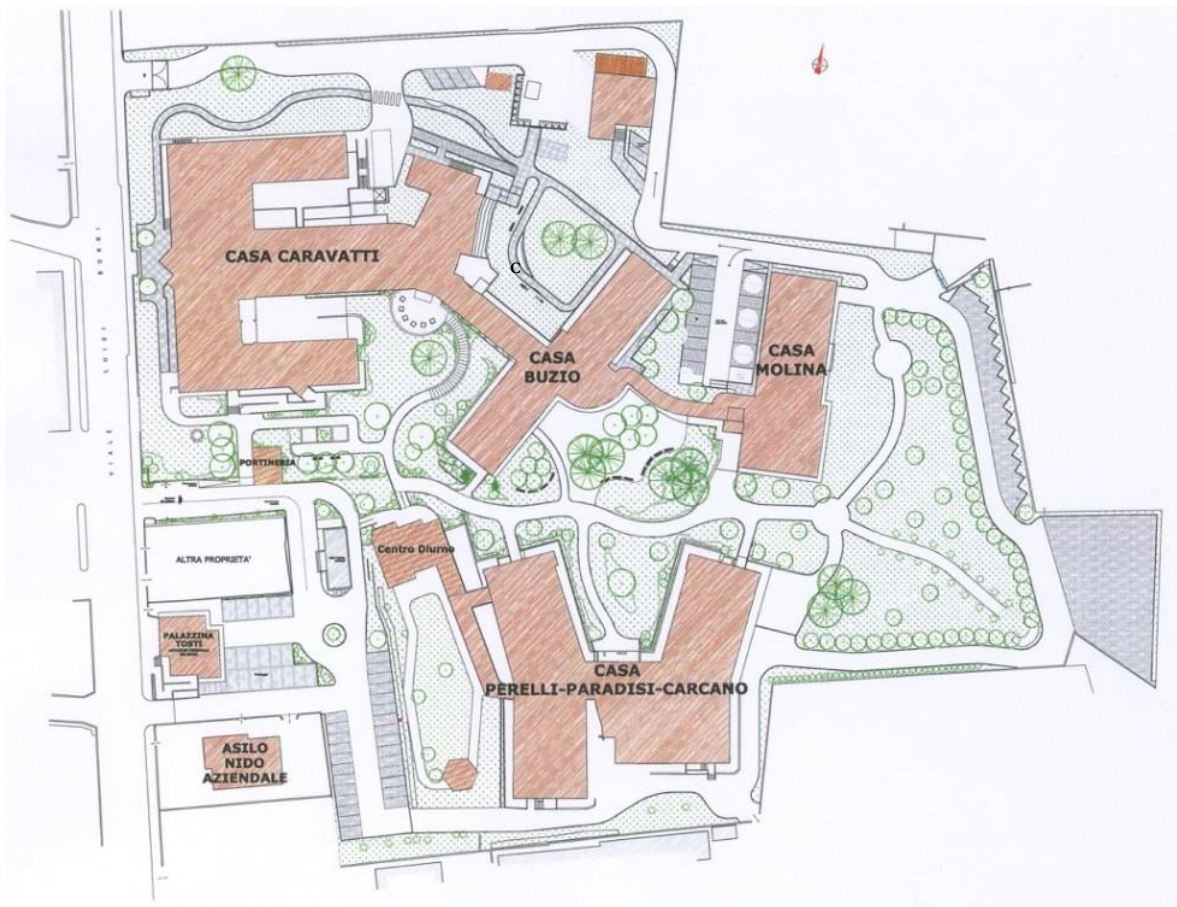 C
CASA CARAVATTI
CASA
BUZIO
CASA
MOLINA
VIALE LUIGI BORRI
PORTINERIA
Centro Diurno
ALTRA PROPRIETA'
PALAZZINA
TOSTI
CASA
PERELLI-PARADISI-CARCANO
ASILO
NIDO
AZIENDALE